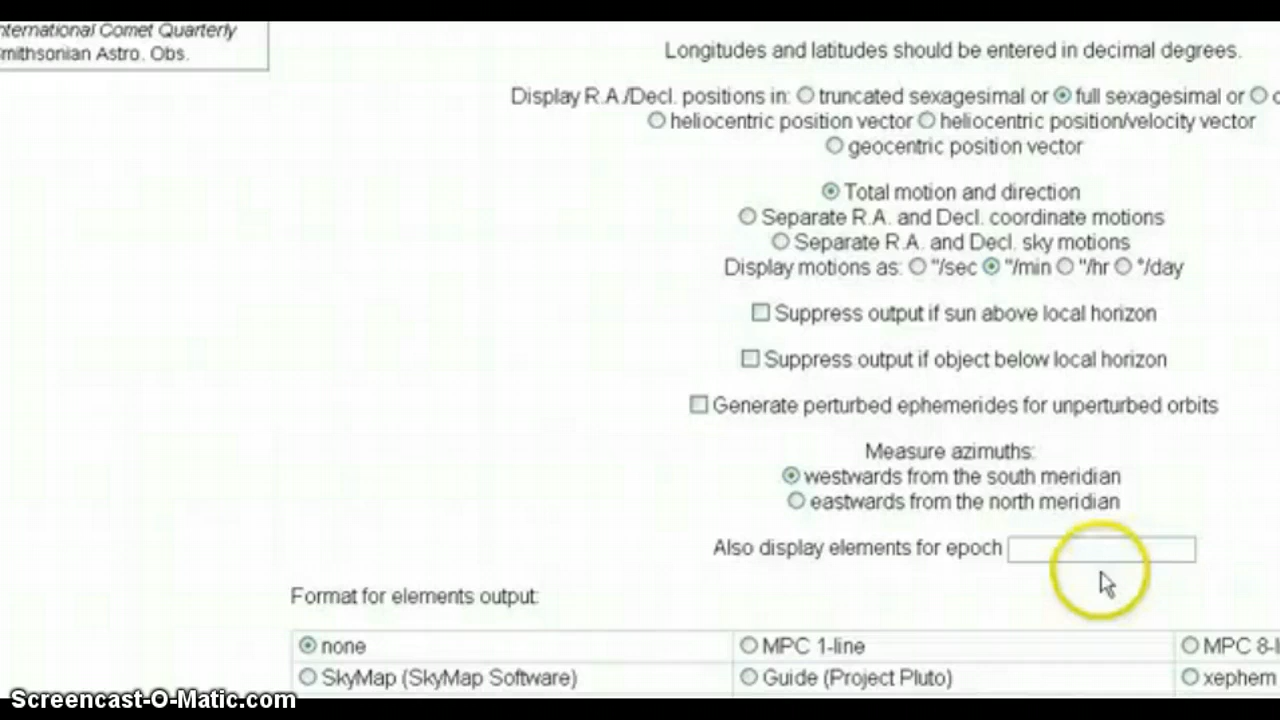 nternational Comet Quarterly
mithsonian Astro. Obs.
Longitudes and latitudes should be entered in decimal degrees.
Display R.A./Decl. positions in: truncated sexagesimal or full sexagesimal or
heliocentric position vector heliocentric position/velocity vector
geocentric position vector
Total motion and direction
Separate R.A. and Decl. coordinate motions
Separate R.A. and Decl. sky motions
Display motions as: "/sec "/min "/hr °/day
Suppress output if sun above local horizon
Suppress output if object below local horizon
Generate perturbed ephemerides for unperturbed orbits
Measure azimuths:
westwards from the south meridian
eastwards from the north meridian
Also display elements for epoch
Format for elements output:
none MPC 1-line MPC 8-l
SkyMap (SkyMap Software) Guide (Project Pluto) xephem
Screencast-O-Matic.com